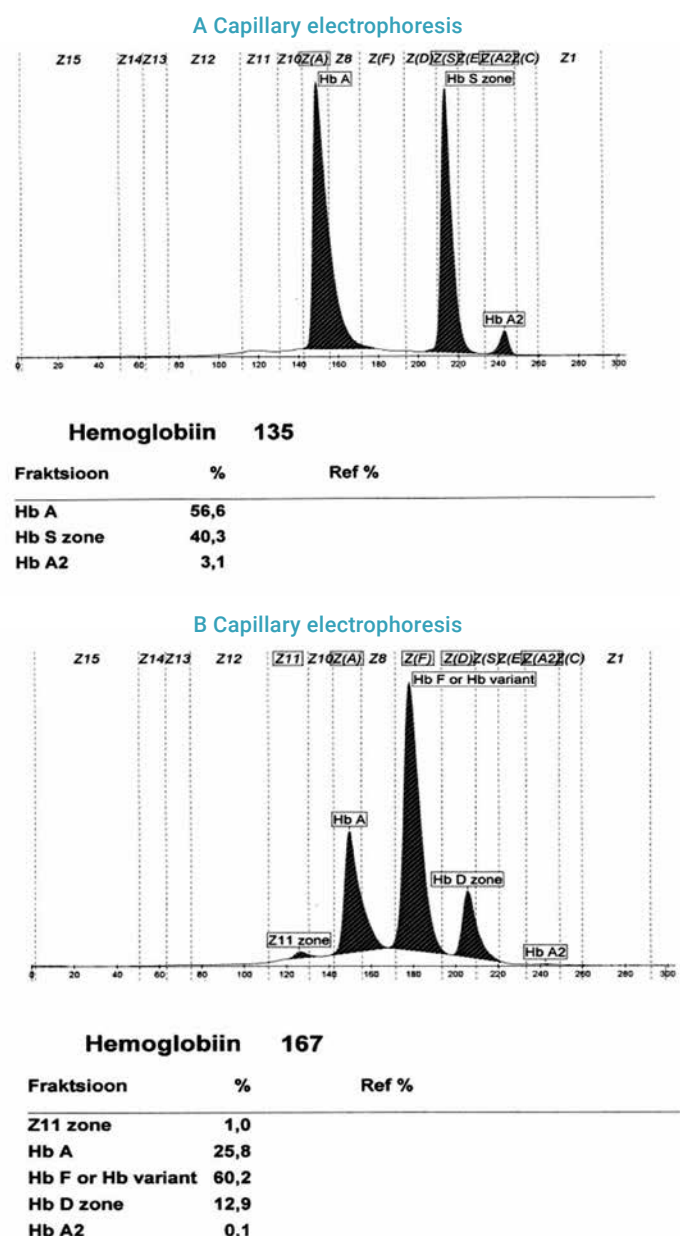 A Capillary electrophoresis
Z15 Z14 Z13 Z12 Z11 Z10 Z(A) Z8 Z(F) Z(D) Z(S) Z(E) Z(A2) Z(C) Z1
Hb A Hb S zone
Hb A2
0 20 40 60 80 100 120 140 160 180 200 220 240 260 280 300
Hemoglobiin 135
Fraktsioon % Ref %
Hb A 56,6
Hb S zone 40,3
Hb A2 3,1
B Capillary electrophoresis
Z15 Z14 Z13 Z12 Z11 Z10 Z(A) Z8 Z(F) Z(D) Z(S) Z(E) Z(A2) Z(C) Z1
Hb F or Hb variant
Hb A
Hb D zone
Z11 zone
Hb A2
0 20 40 60 80 100 120 140 160 180 200 220 240 260 280 300
Hemoglobiin 167
Fraktsioon % Ref %
Z11 zone 1,0
Hb A 25,8
Hb F or Hb variant 60,2
Hb D zone 12,9
Hb A2 0,1